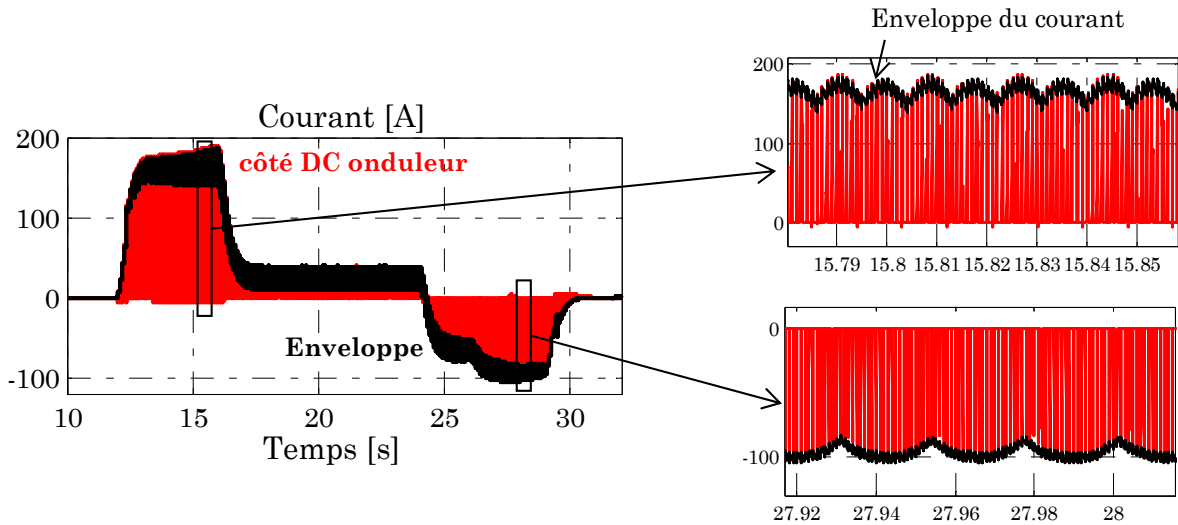 Enveloppe du courant
200
100
0
15.79 15.8 15.81 15.82 15.83 15.84 15.85
Courant [A]
200
100
0
-100
côté DC onduleur
Enveloppe
10 15 20 25 30
Temps [s]
0
-100
27.92 27.94 27.96 27.98 28